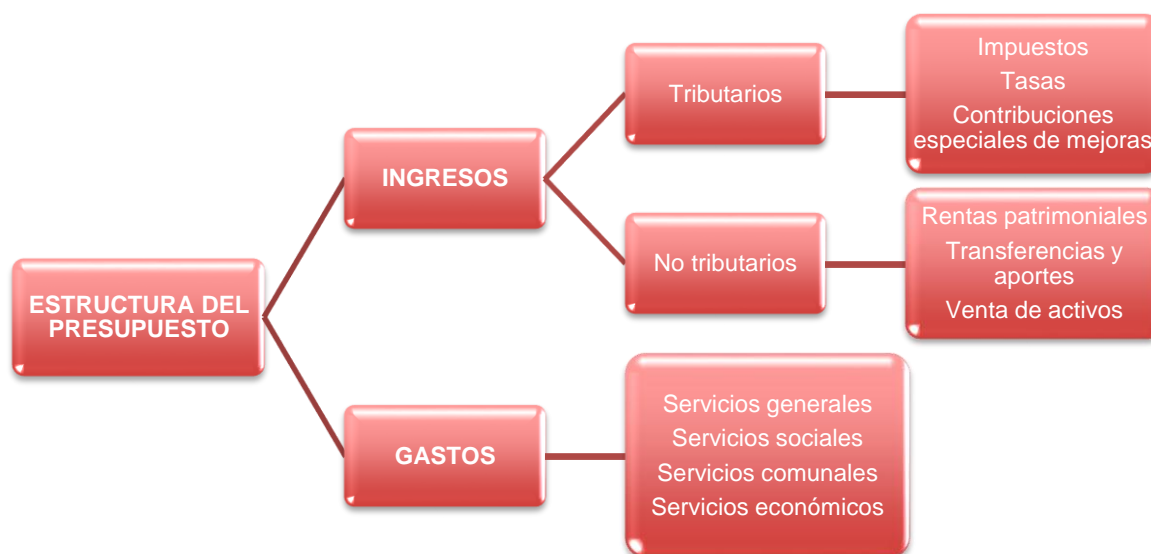 ESTRUCTURA DEL
PRESUPUESTO
INGRESOS
Tributarios
Impuestos
Tasas
Contribuciones
especiales de mejoras
No tributarios
Rentas patrimoniales
Transferencias y
aportes
Venta de activos
GASTOS
Servicios generales
Servicios sociales
Servicios comunales
Servicios económicos